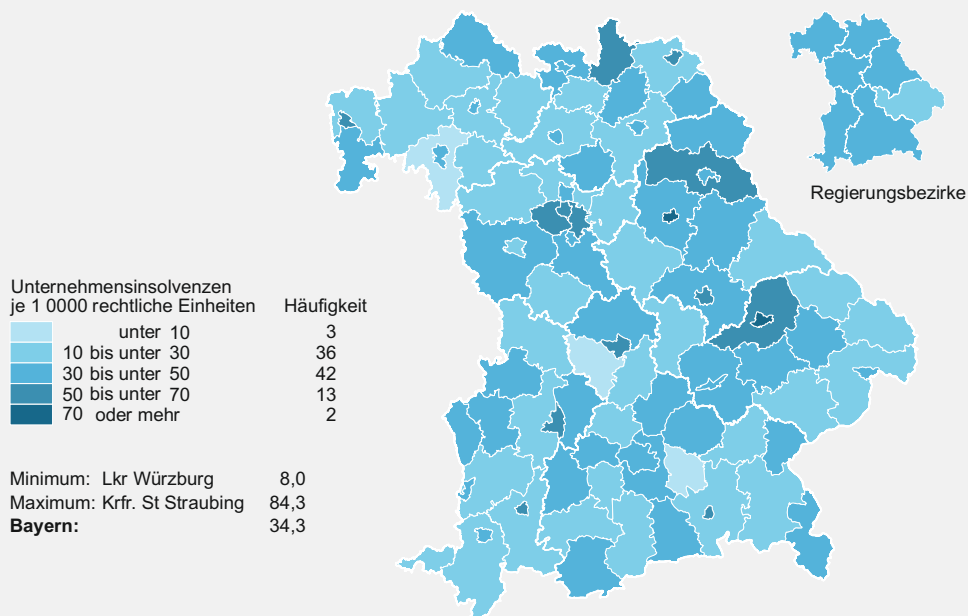 Regierungsbezirke
Unternehmensinsolvenzen
je 1 0000 rechtliche Einheiten Häufigkeit
unter 10 3
10 bis unter 30 36
30 bis unter 50 42
50 bis unter 70 13
70 oder mehr 2
Minimum: Lkr Würzburg 8,0
Maximum: Krfr. St Straubing 84,3
Bayern: 34,3